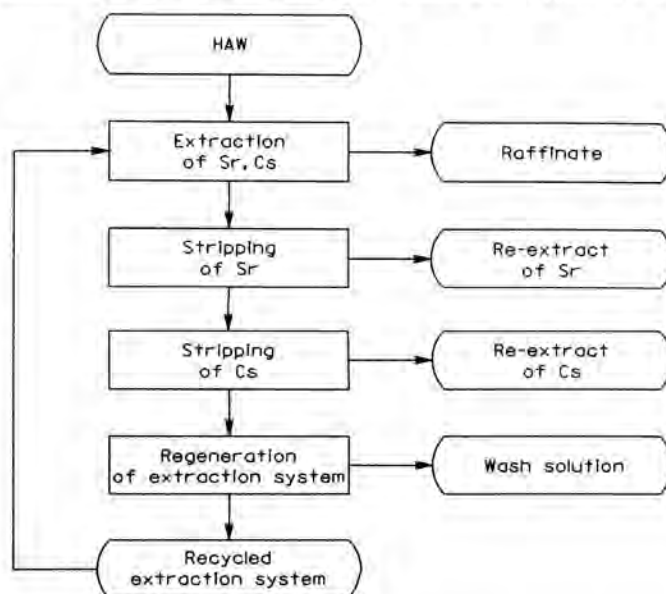 HAW
Extraction
of Sr,Cs
Raffinate
Stripping
of Sr
Re-extract
of Sr
Stripping
of Cs
Re-extract
of Cs
Regeneration
of extraction system
Wash solution
Recycled
extraction system